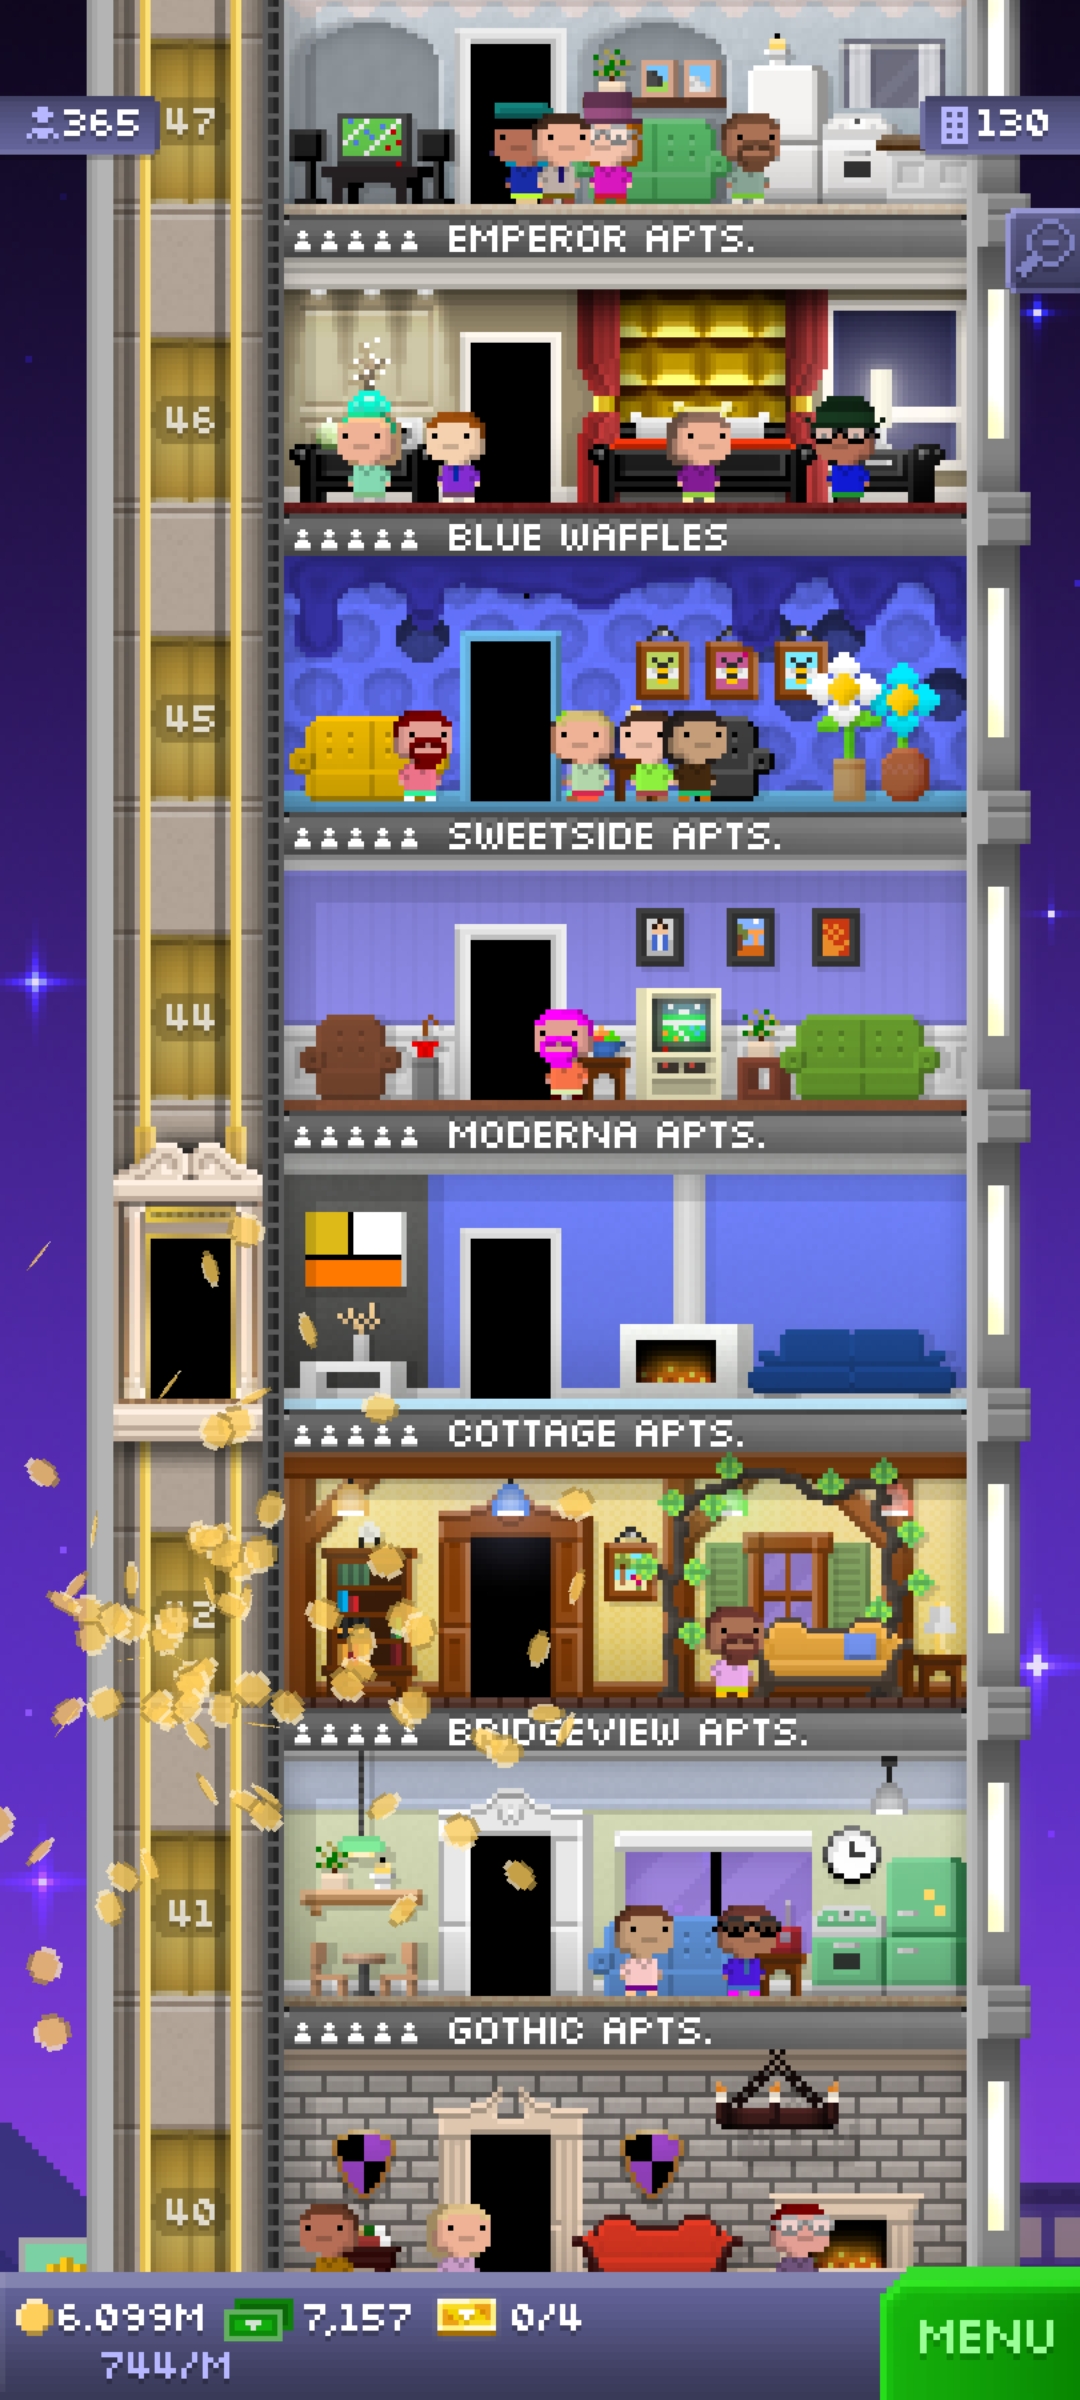 365
47
130
EMPEROR APTS.
46
BLUE WAFFLES
45
SWEETSIDE APTS.
44
MODERNA APTS.
COTTAGE APTS.
BRIDGEVIEW APTS.
41
GOTHIC APTS.
40
6.099M
7,157
0/4
744/M
MENU